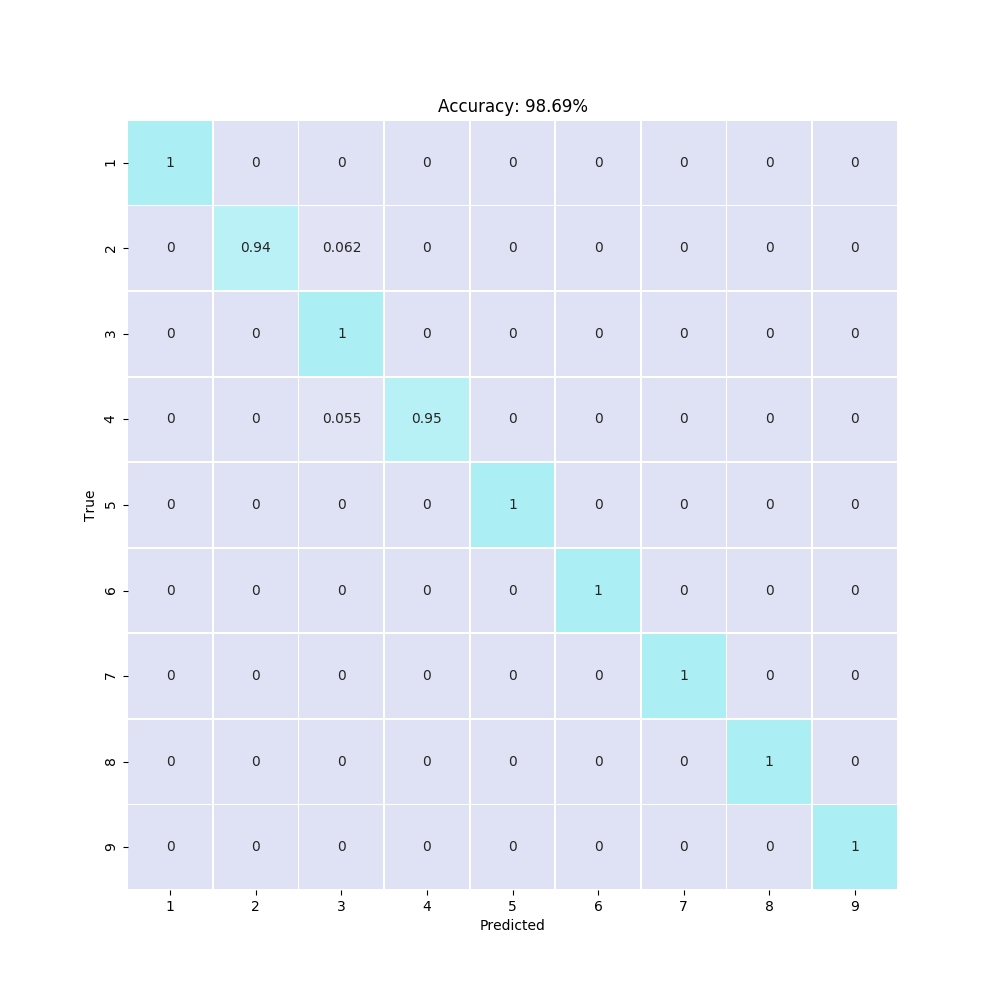 Accuracy: 98.69%
1 1 0 0 0 0 0 0 0 0
2 0 0.94 0.062 0 0 0 0 0 0
3 0 0 1 0 0 0 0 0 0
4 0 0 0.055 0.95 0 0 0 0 0
5 0 0 0 0 1 0 0 0 0
6 0 0 0 0 0 1 0 0 0
7 0 0 0 0 0 0 1 0 0
8 0 0 0 0 0 0 0 1 0
9 0 0 0 0 0 0 0 0 1
True
1 2 3 4 5 6 7 8 9
Predicted